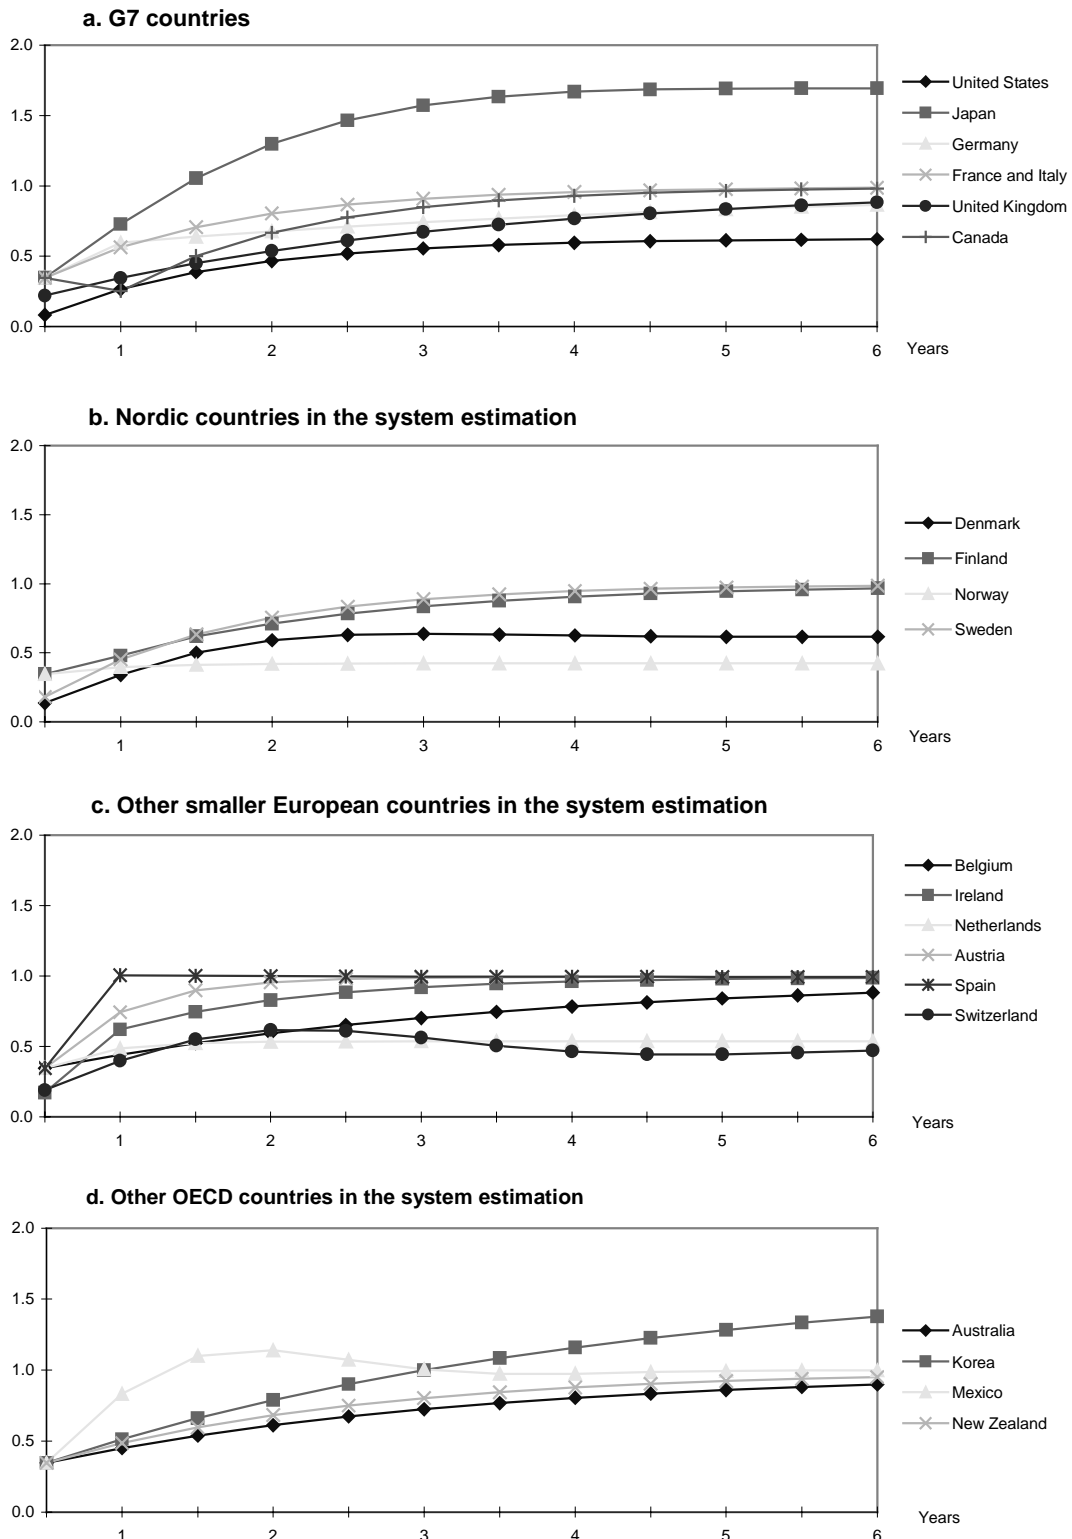 a. G7 countries
2.0
1.5
1.0
0.5
0.0
1 2 3 4 5 6 Years
United States
Japan
Germany
France and Italy
United Kingdom
Canada
b. Nordic countries in the system estimation
2.0
1.5
1.0
0.5
0.0
1 2 3 4 5 6 Years
Denmark
Finland
Norway
Sweden
c. Other smaller European countries in the system estimation
2.0
1.5
1.0
0.5
0.0
1 2 3 4 5 6 Years
Belgium
Ireland
Netherlands
Austria
Spain
Switzerland
d. Other OECD countries in the system estimation
2.0
1.5
1.0
0.5
0.0
1 2 3 4 5 6 Years
Australia
Korea
Mexico
New Zealand